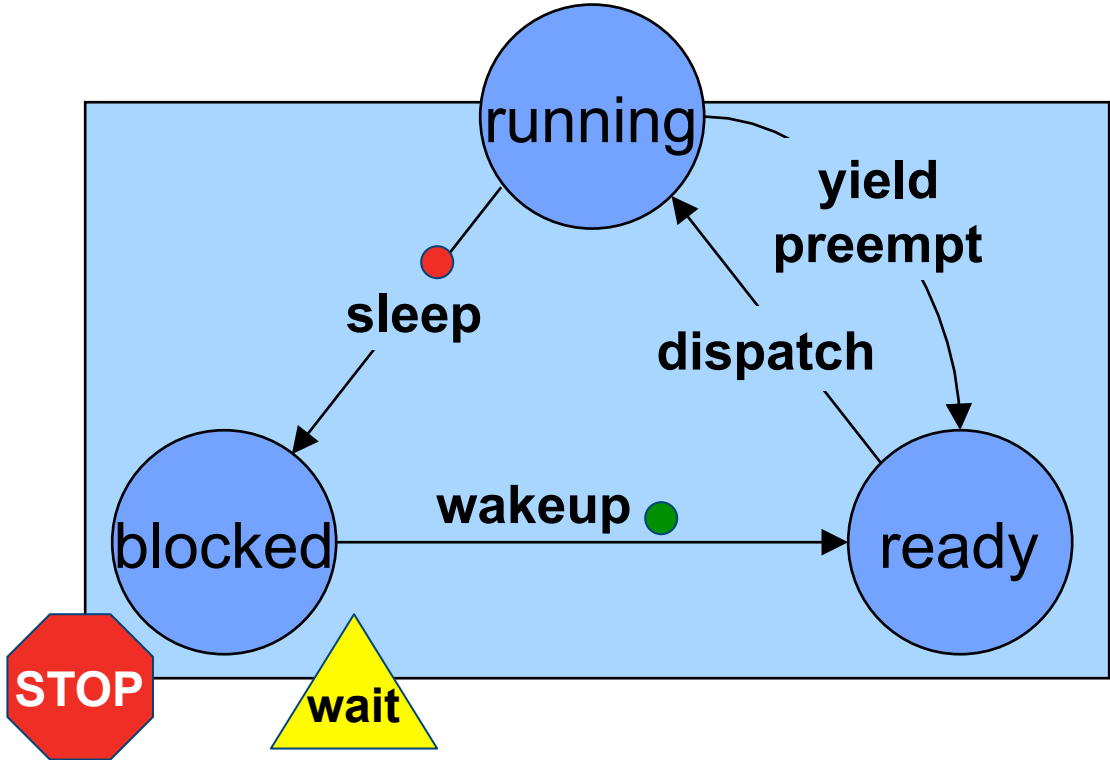 running
yield
preempt
sleep
dispatch
wakeup
blocked
ready
STOP
wait